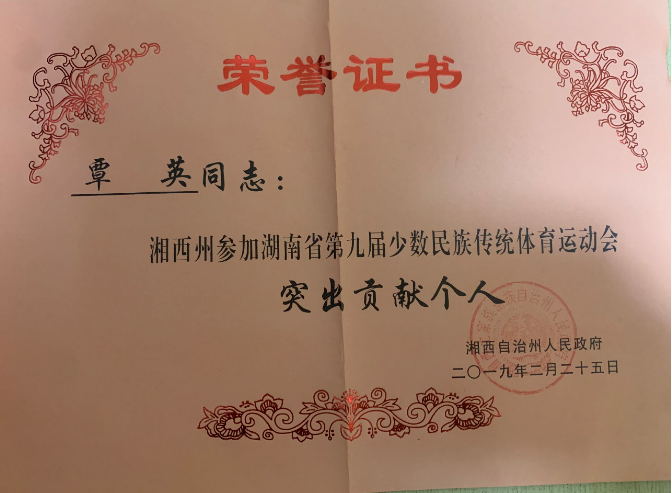 荣誉证书
覃 英同志：
湘西州参加湖南省第九届少数民族传统体育运动会
突出贡献个人
湘西自治州人民政府
二〇一九年二月二十五日